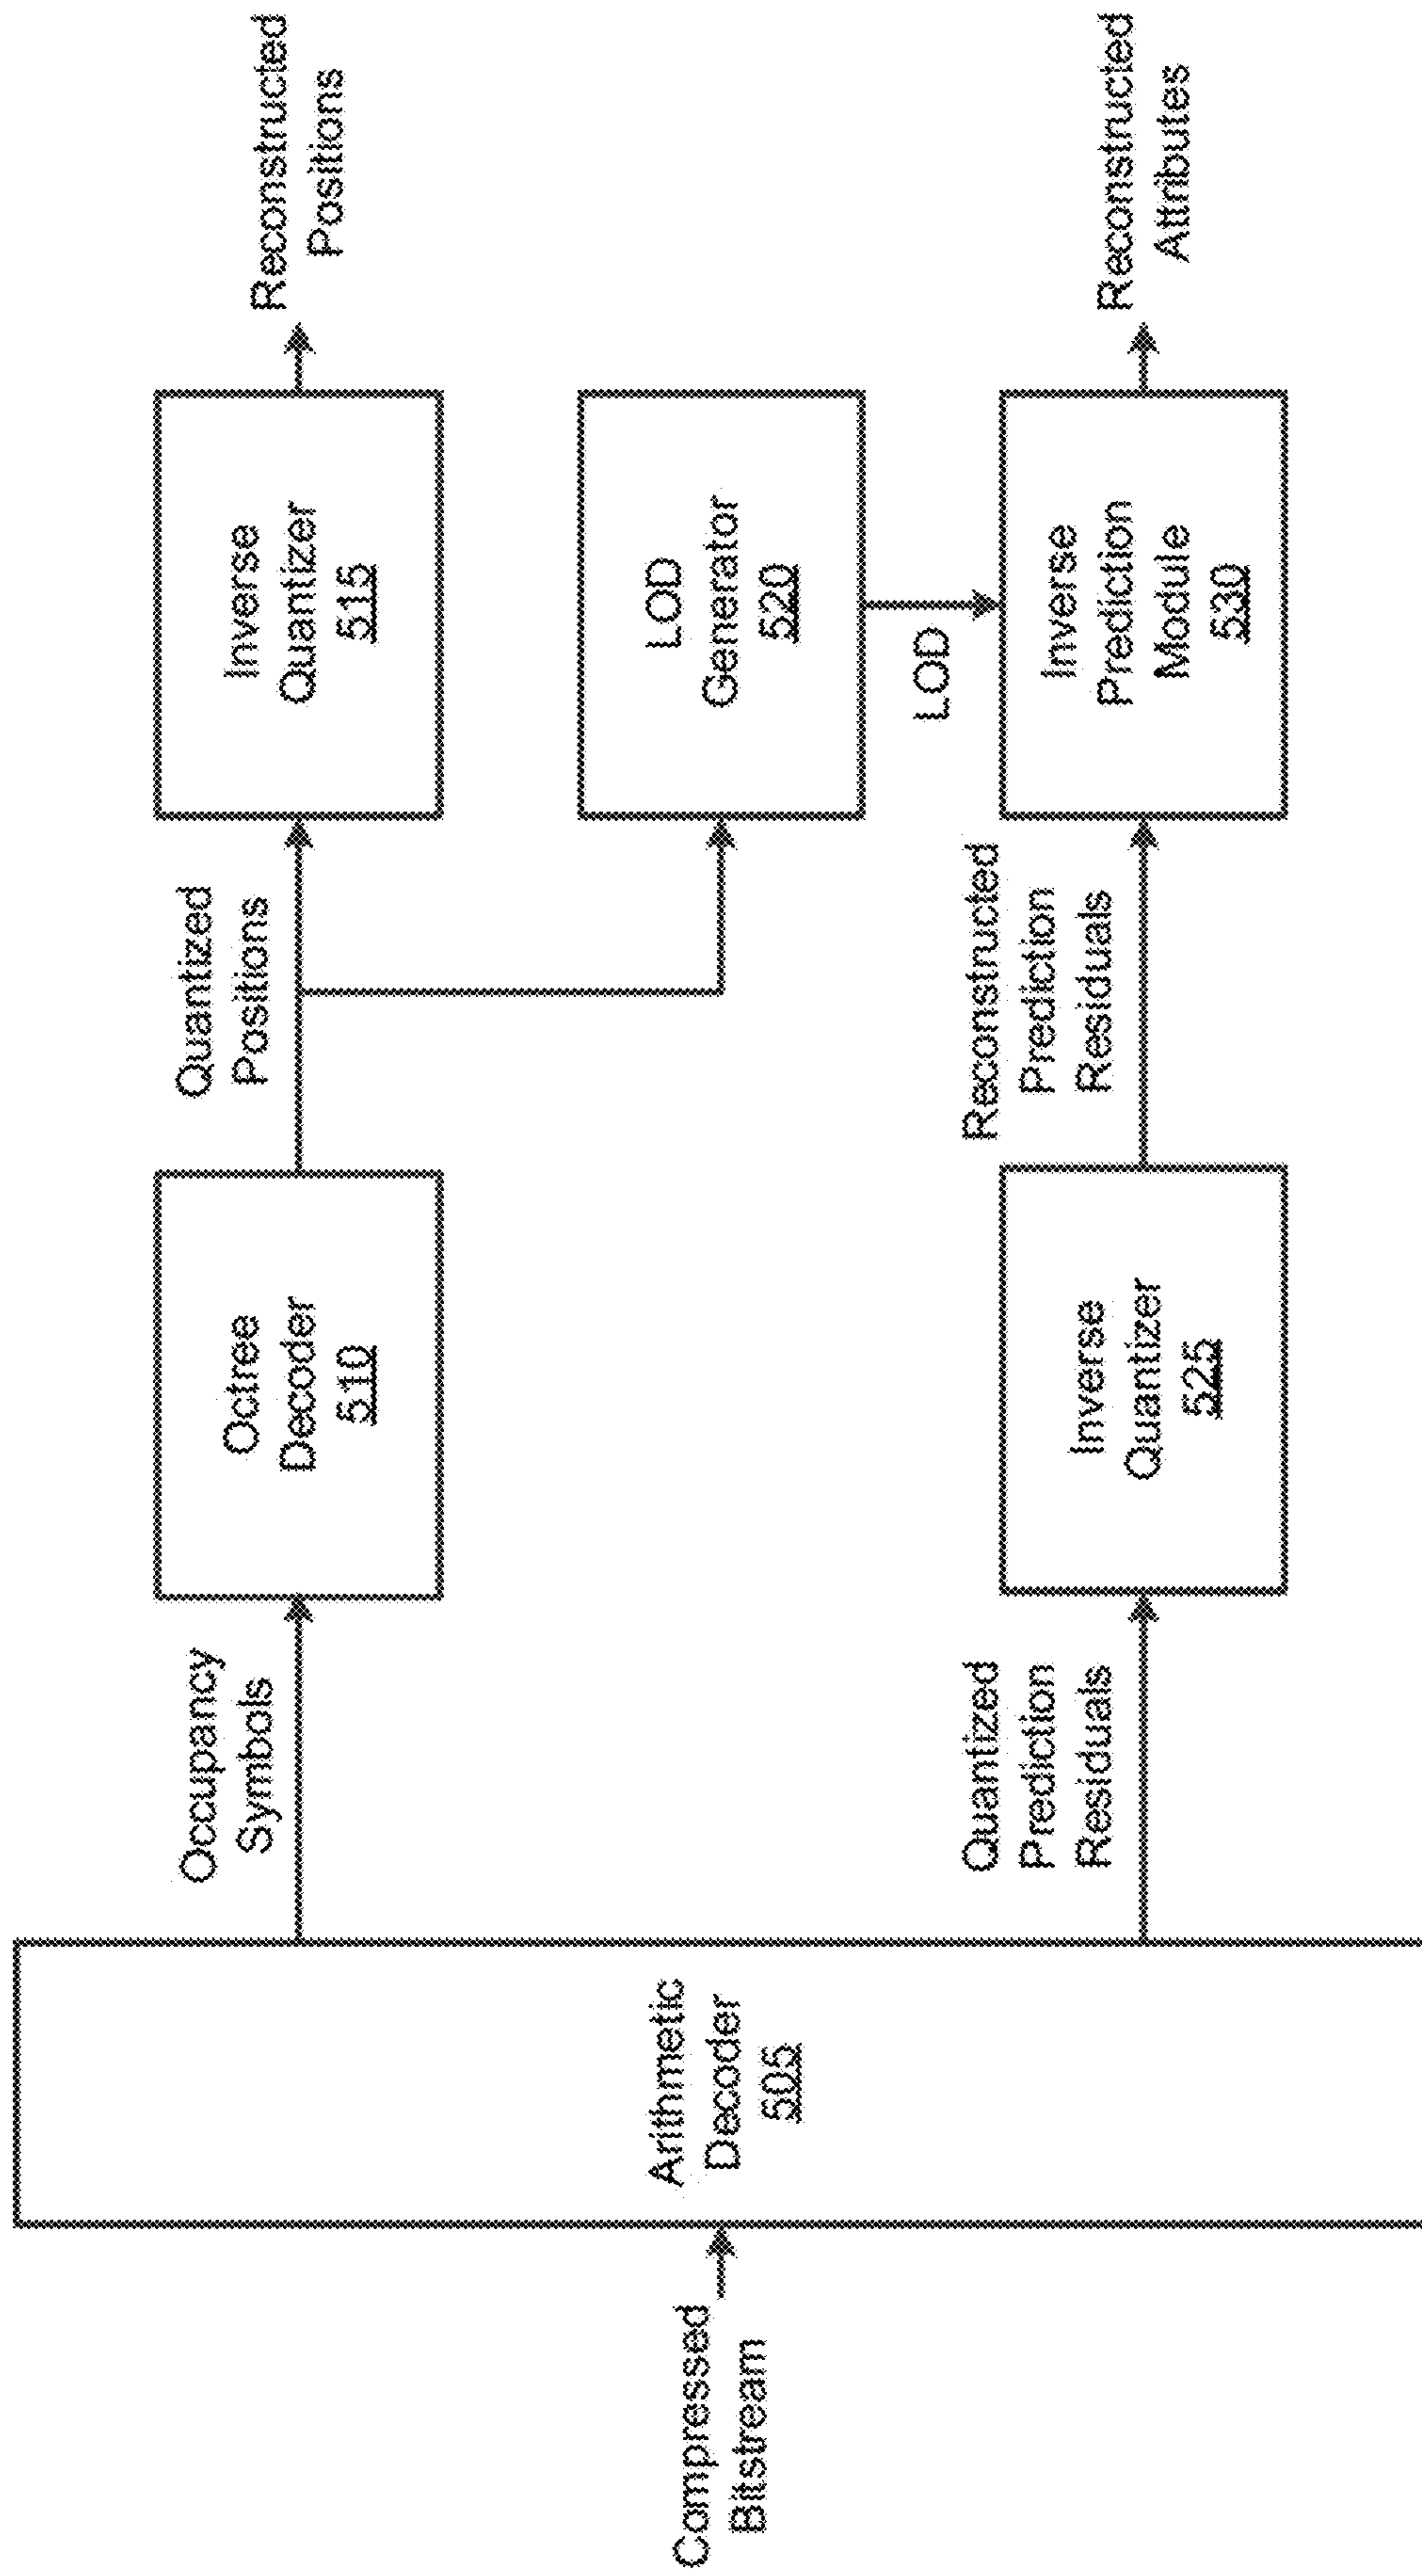 Compressed
Bitstream
Arithmetic
Decoder
505
Occupancy
Symbols
Octree
Decoder
510
Quantized
Positions
Inverse
Quantizer
515
Reconstructed
Positions
LOD
Generator
520
LOD
Quantized
Prediction
Residuals
Inverse
Quantizer
525
Reconstructed
Prediction
Residuals
Inverse
Prediction
Module
530
Reconstructed
Attributes